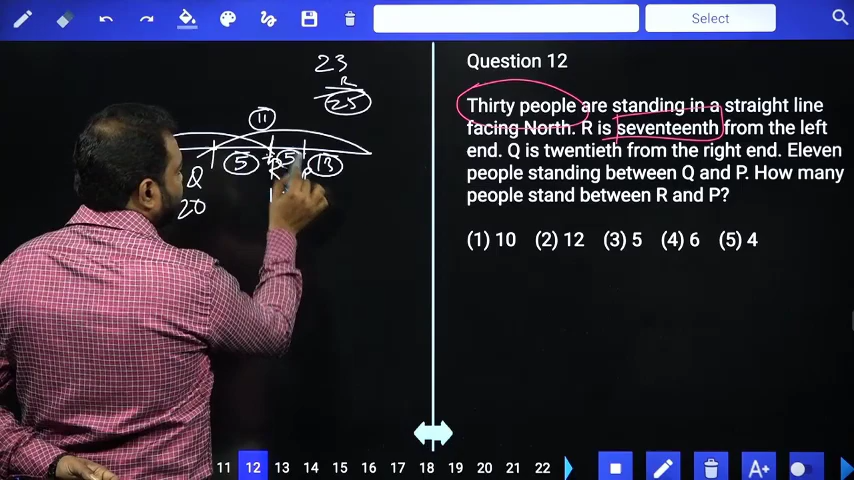 Select
23
R
25
11
5
5
13
Q
R
20
Question 12
Thirty people are standing in a straight line
facing North. R is seventeenth from the left
end. Q is twentieth from the right end. Eleven
people standing between Q and P. How many
people stand between R and P?
(1) 10 (2) 12 (3) 5 (4) 6 (5) 4
11 12 13 14 15 16 17 18 19 20 21 22
A+